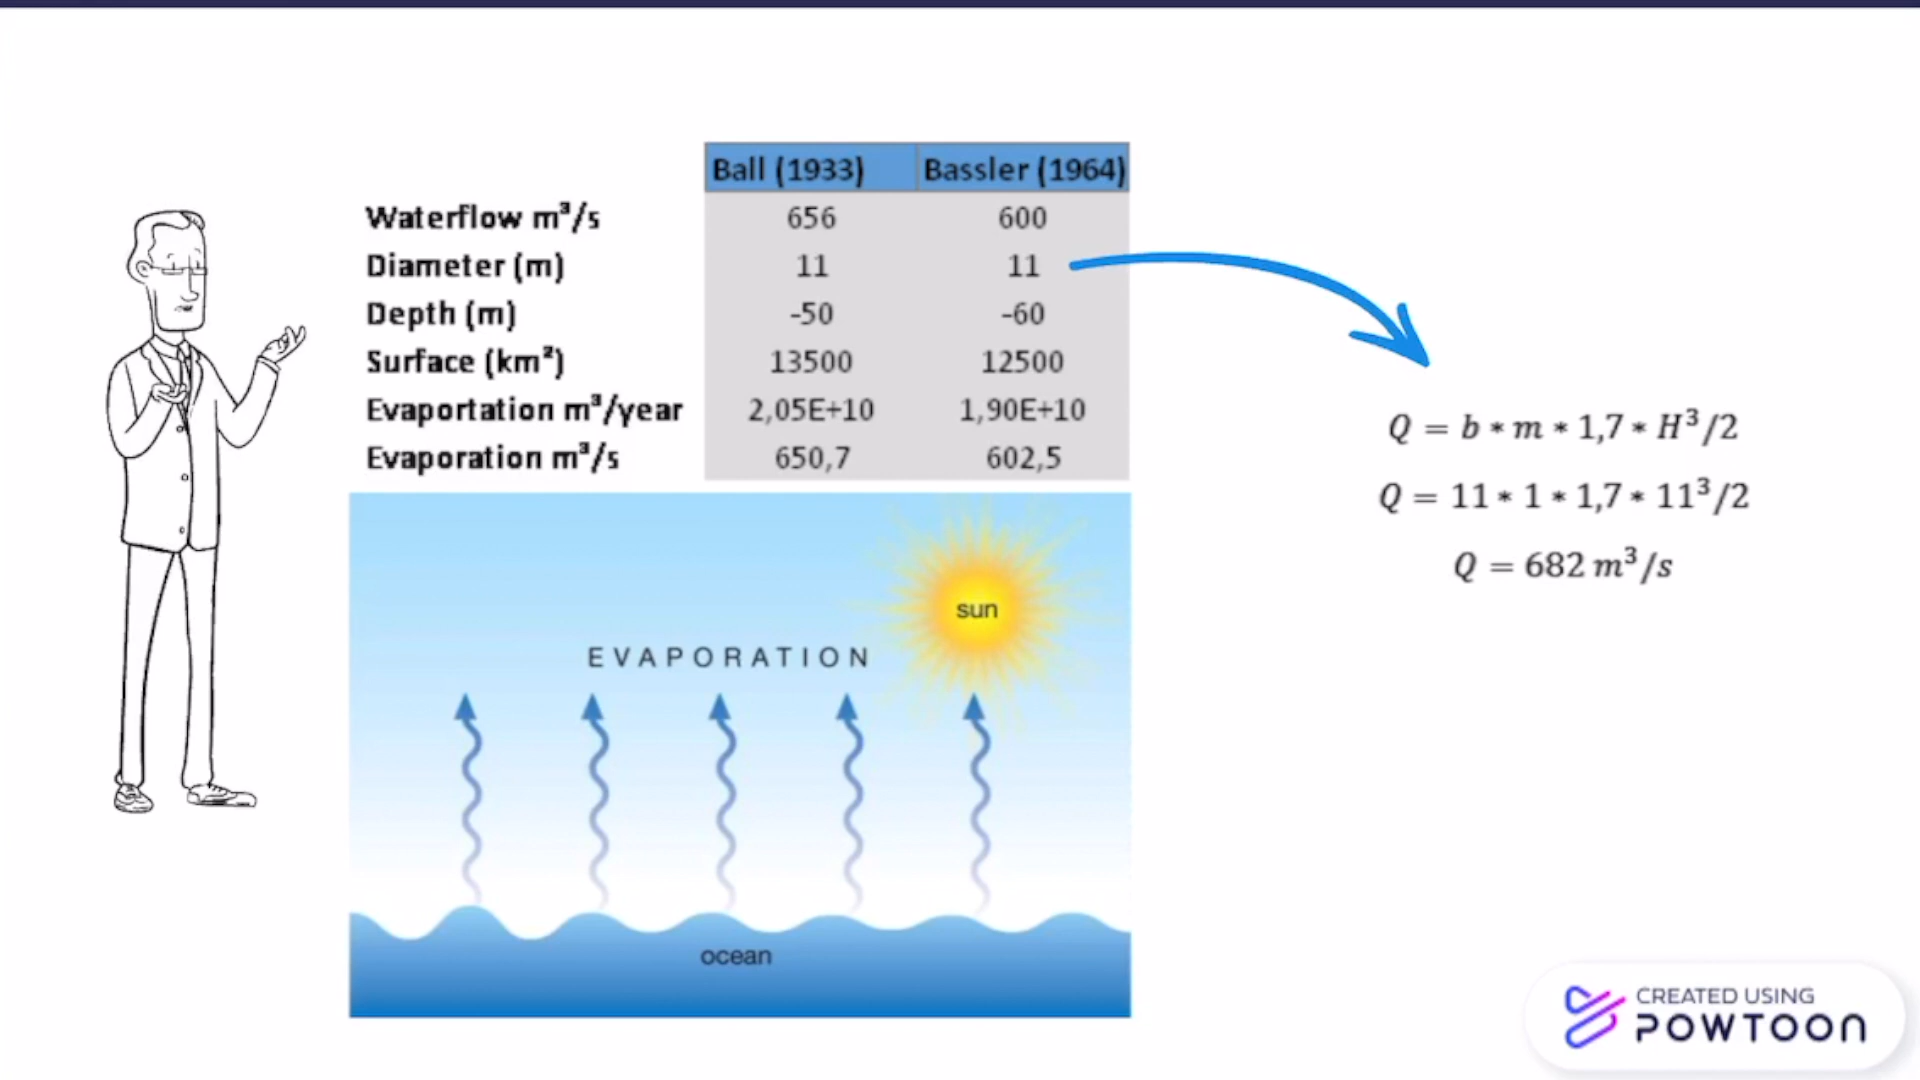 Ball (1933) Bassler (1964)
Waterflow m³/s 656 600
Diameter (m) 11 11
Depth (m) -50 -60
Surface (km²) 13500 12500
Evaportation m³/year 2,05E+10 1,90E+10
Evaporation m³/s 650,7 602,5
Q = b * m * 1,7 * H³/2
Q = 11 * 1 * 1,7 * 11³/2
Q = 682 m³/s
sun
EVAPORATION
ocean
CREATED USING
POWTOON